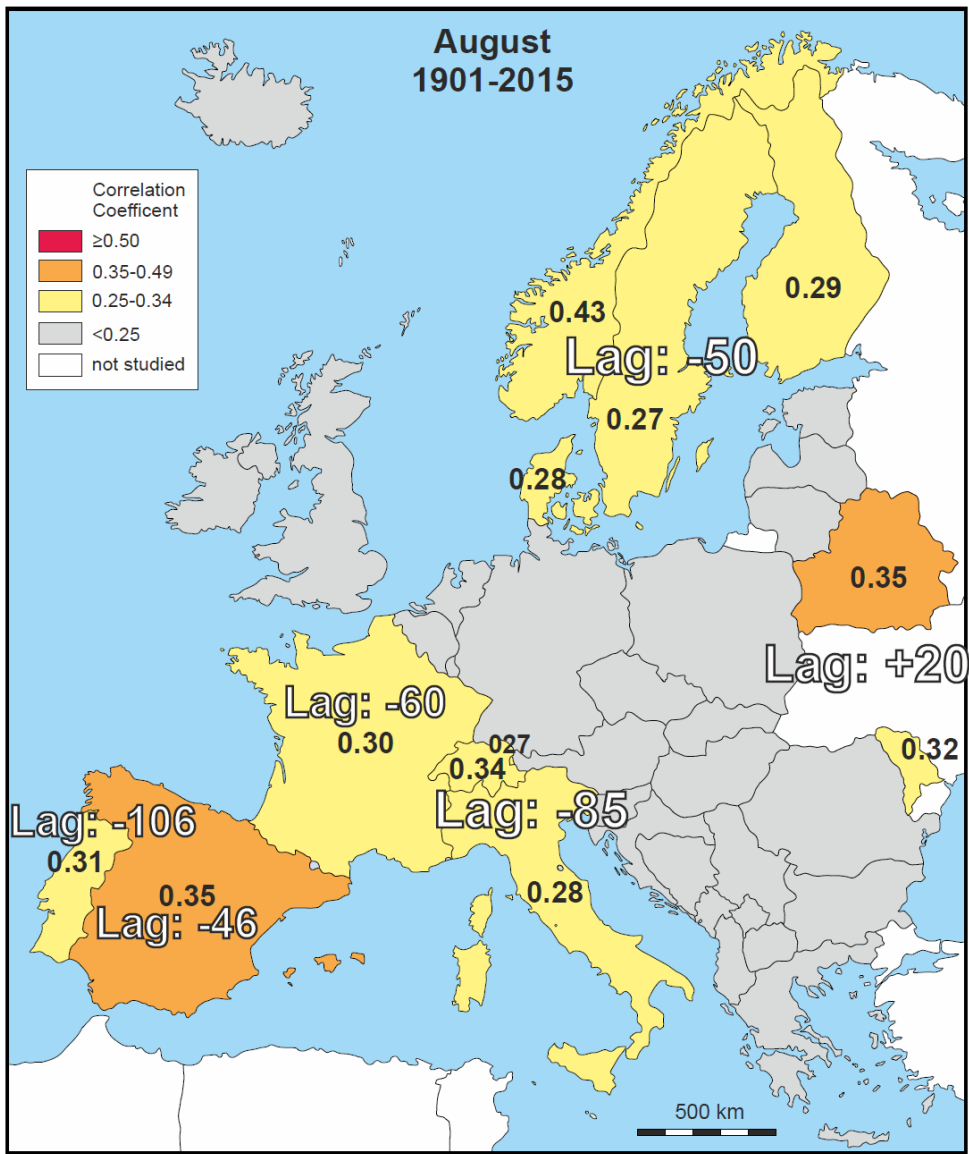 August
1901-2015
Correlation
Coefficent
≥0.50
0.35-0.49
0.25-0.34
<0.25
not studied
0.29
0.43
Lag: -50
0.27
0.28
0.35
Lag: +20
Lag: -60
0.30
027
0.34
0.32
Lag: -85
Lag: -106
0.31
0.35
0.28
Lag: -46
500 km